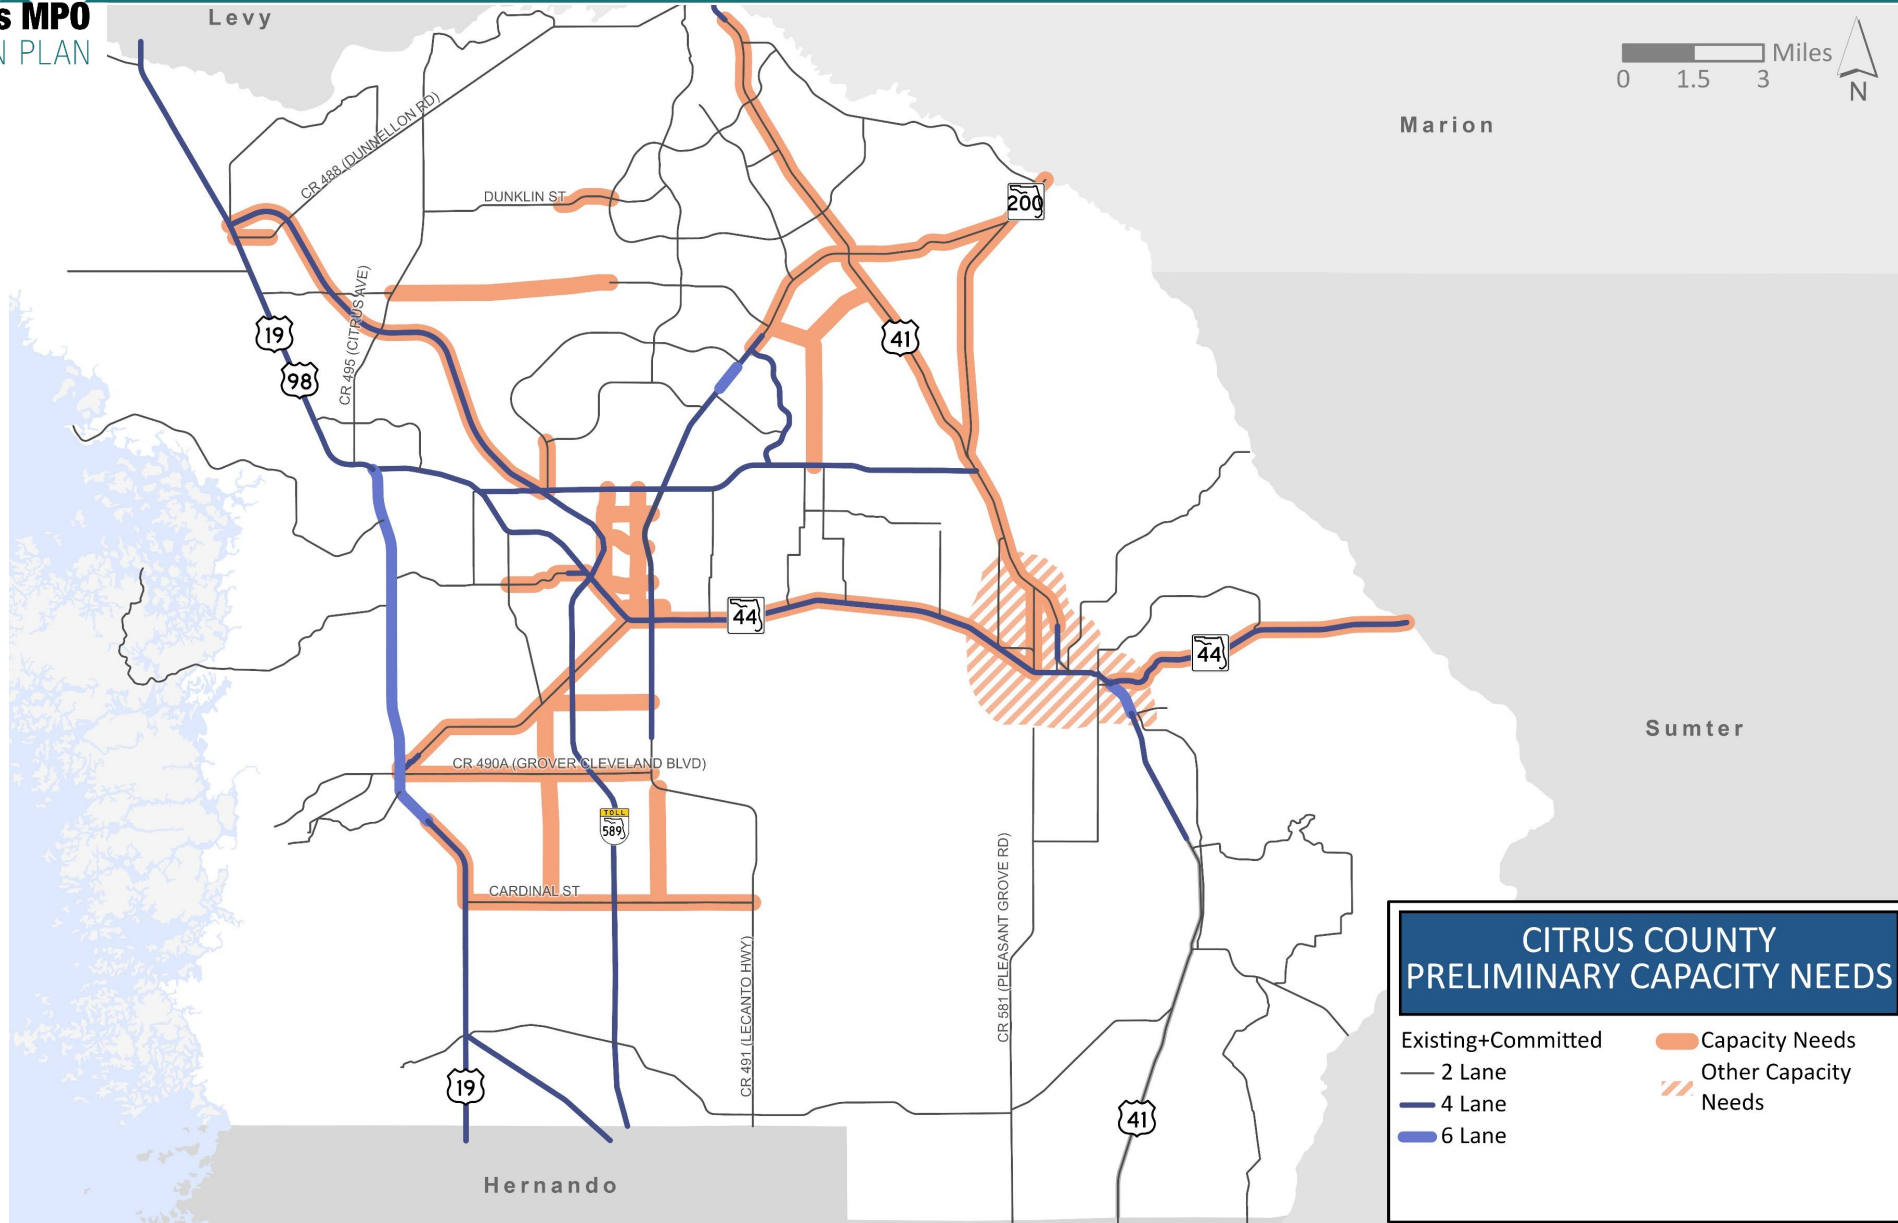 s MPO
N PLAN
Levy
Miles
0 1.5 3
N
Marion
CR 488 (DUNNELLON RD)
DUNKLIN ST
200
19
98
CR 495 (CITRUS AVE)
41
44
44
Sumter
CR 490A (GROVER CLEVELAND BLVD)
TOLL
589
CARDINAL ST
CR 491 (LECANTO HWY)
CR 581 (PLEASANT GROVE RD)
19
41
Hernando
CITRUS COUNTY
PRELIMINARY CAPACITY NEEDS
Existing+Committed
2 Lane
4 Lane
6 Lane
Capacity Needs
Other Capacity
Needs